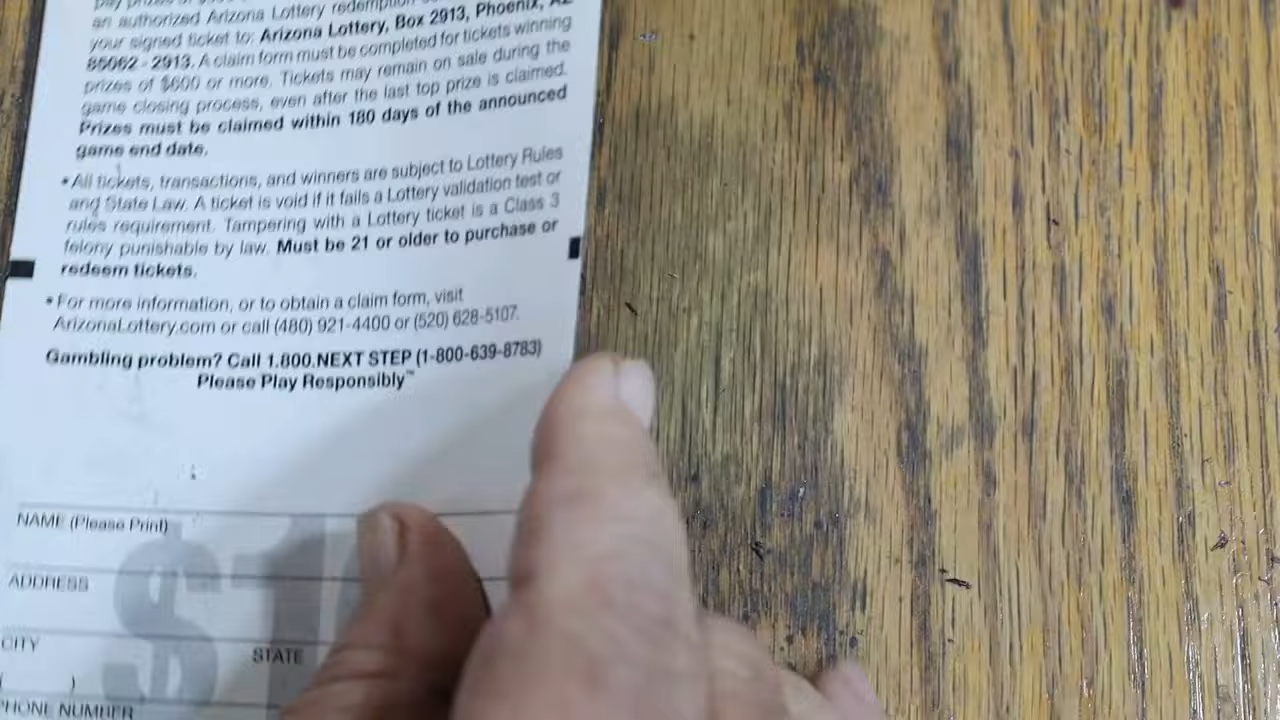 pay prizes of
an authorized Arizona Lottery redemption
your signed ticket to: Arizona Lottery, Box 2913, Phoenix, AZ
85062 - 2913. A claim form must be completed for tickets winning
prizes of $600 or more. Tickets may remain on sale during the
game closing process, even after the last top prize is claimed.
Prizes must be claimed within 180 days of the announced
game end date.
•All tickets, transactions, and winners are subject to Lottery Rules
and State Law. A ticket is void if it fails a Lottery validation test or
rules requirement. Tampering with a Lottery ticket is a Class 3
felony punishable by law. Must be 21 or older to purchase or
redeem tickets.
•For more information, or to obtain a claim form, visit
ArizonaLottery.com or call (480) 921-4400 or (520) 628-5107.
Gambling problem? Call 1.800.NEXT STEP (1-800-639-8783)
Please Play Responsibly™
NAME (Please Print)
ADDRESS
CITY STATE
( )
PHONE NUMBER
$1